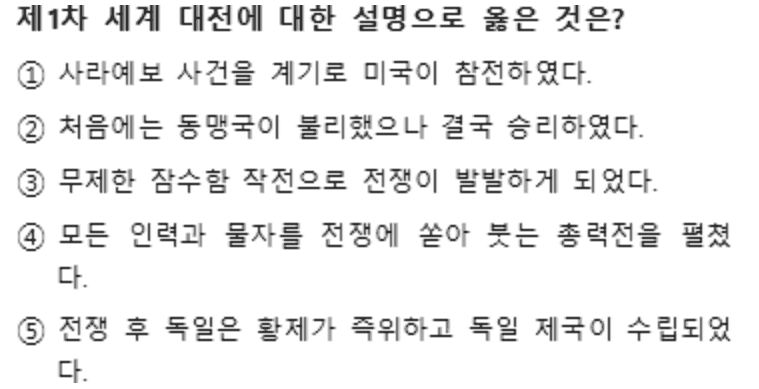 제1차 세계 대전에 대한 설명으로 옳은 것은?
① 사라예보 사건을 계기로 미국이 참전하였다.
② 처음에는 동맹국이 불리했으나 결국 승리하였다.
③ 무제한 잠수함 작전으로 전쟁이 발발하게 되었다.
④ 모든 인력과 물자를 전쟁에 쏟아 붓는 총력전을 펼쳤
다.
⑤ 전쟁 후 독일은 황제가 즉위하고 독일 제국이 수립되었
다.